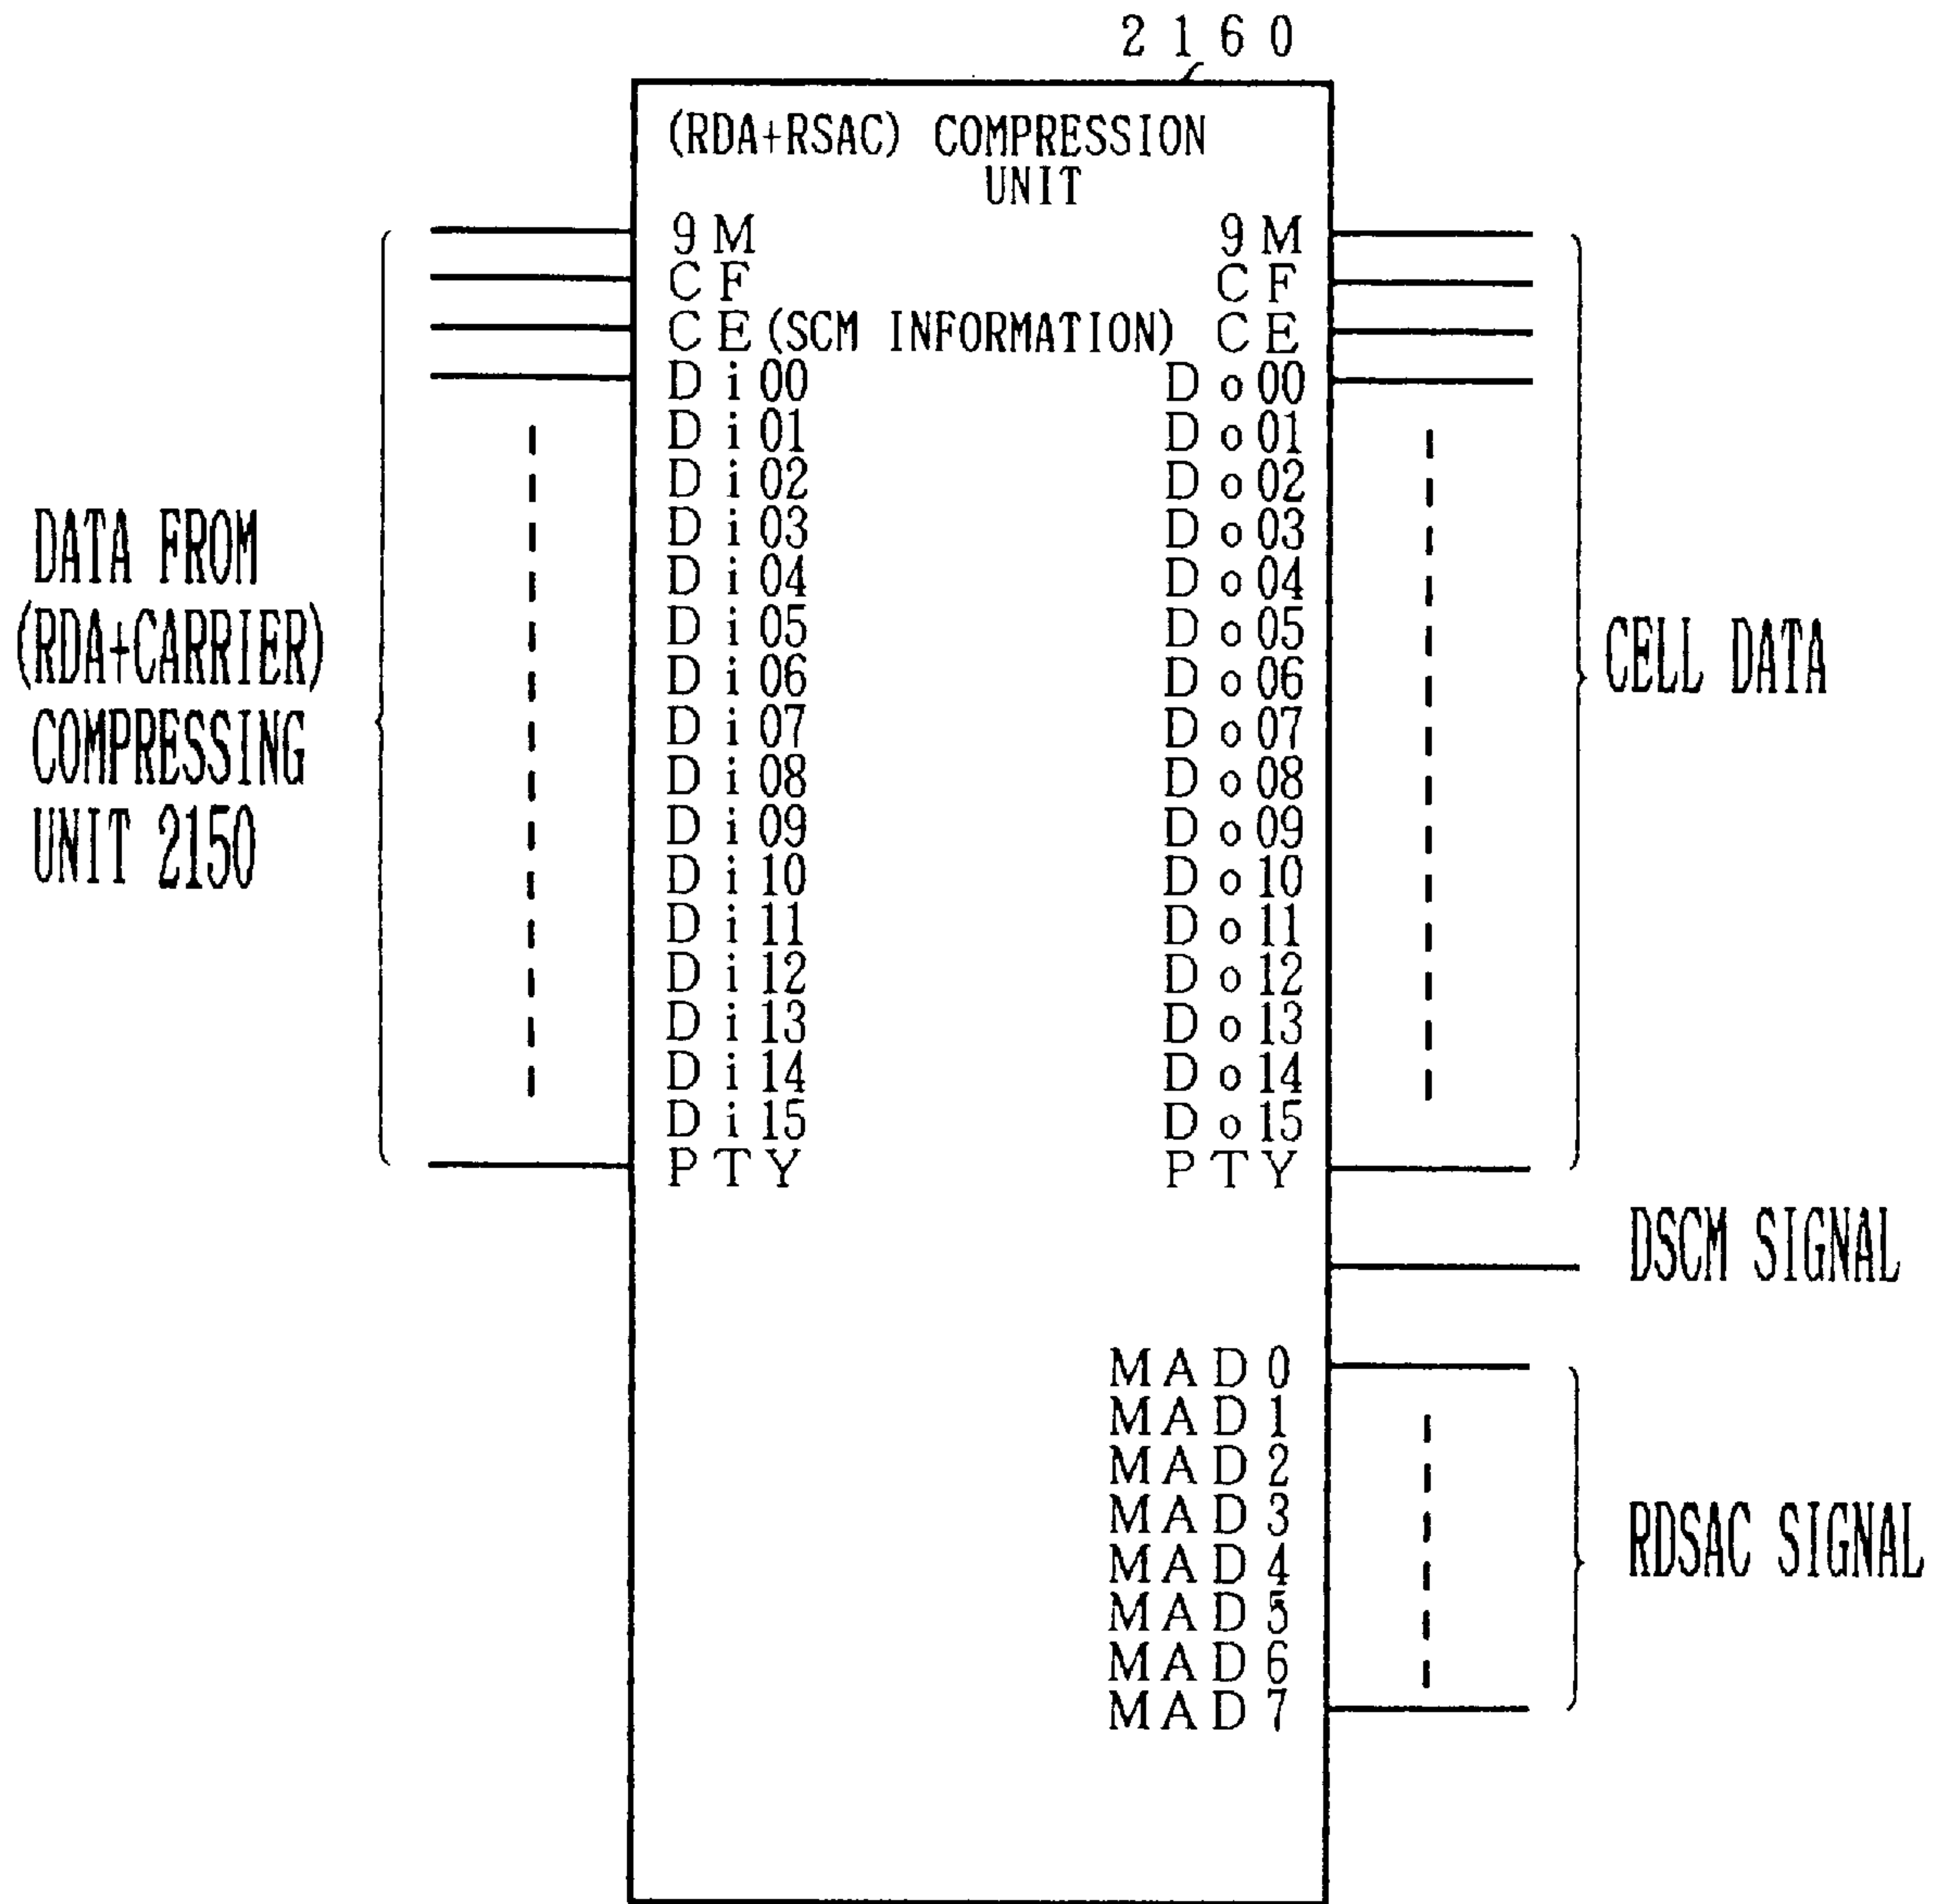 2160
(RDA+RSAC) COMPRESSION
UNIT
9M 9M
CF CF
CE (SCM INFORMATION) CE
Di00 Do00
Di01 Do01
Di02 Do02
Di03 Do03
Di04 Do04
Di05 Do05
Di06 Do06
Di07 Do07
Di08 Do08
Di09 Do09
Di10 Do10
Di11 Do11
Di12 Do12
Di13 Do13
Di14 Do14
Di15 Do15
PTY PTY
DATA FROM
(RDA+CARRIER)
COMPRESSING
UNIT 2150
CELL DATA
DSCM SIGNAL
MAD0
MAD1
MAD2
MAD3
MAD4
MAD5
MAD6
MAD7
RDSAC SIGNAL